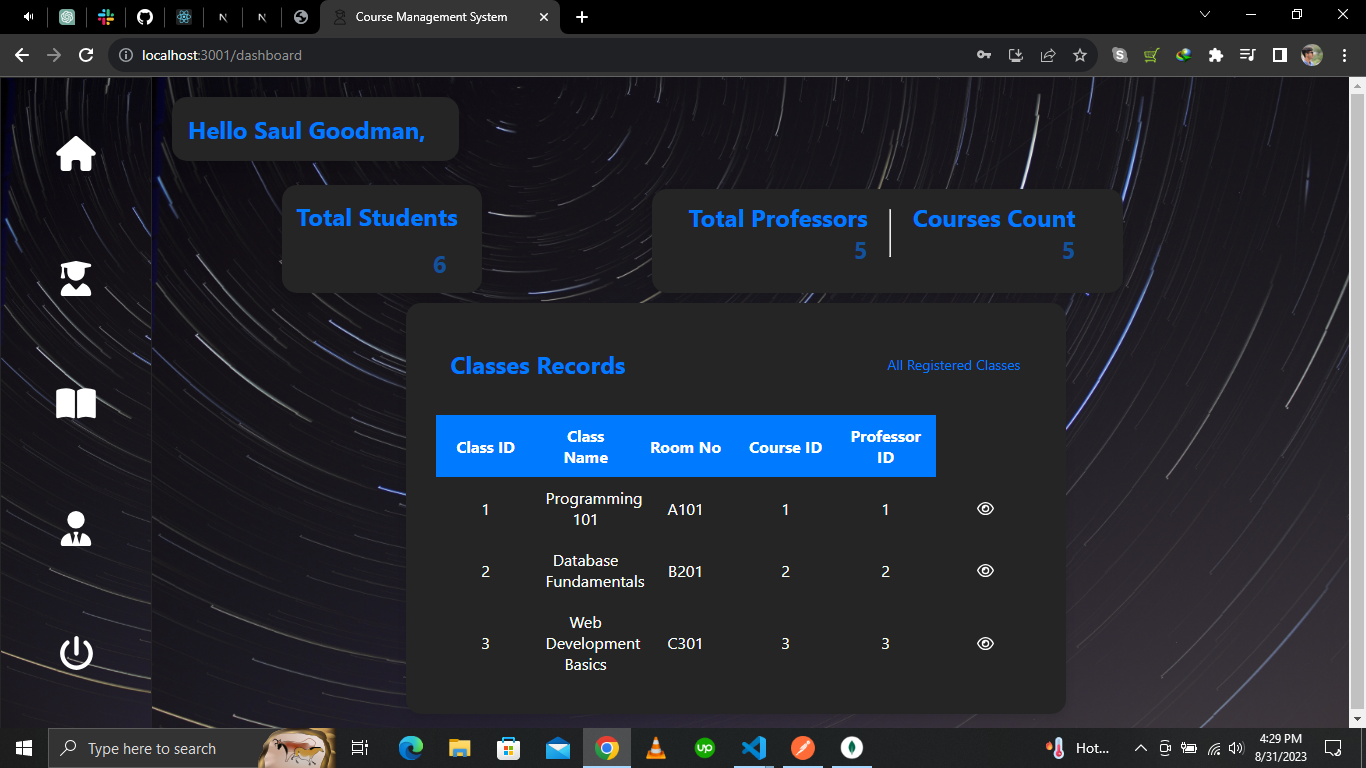 Course Management System
localhost:3001/dashboard
Hello Saul Goodman,
Total Students
6
Total Professors
5
Courses Count
5
Classes Records
All Registered Classes
Class ID
Class
Name
Room No
Course ID
Professor
ID
1
Programming
101
A101
1
1
2
Database
Fundamentals
B201
2
2
3
Web
Development
Basics
C301
3
3
Type here to search
up
Hot...
4:29 PM
8/31/2023